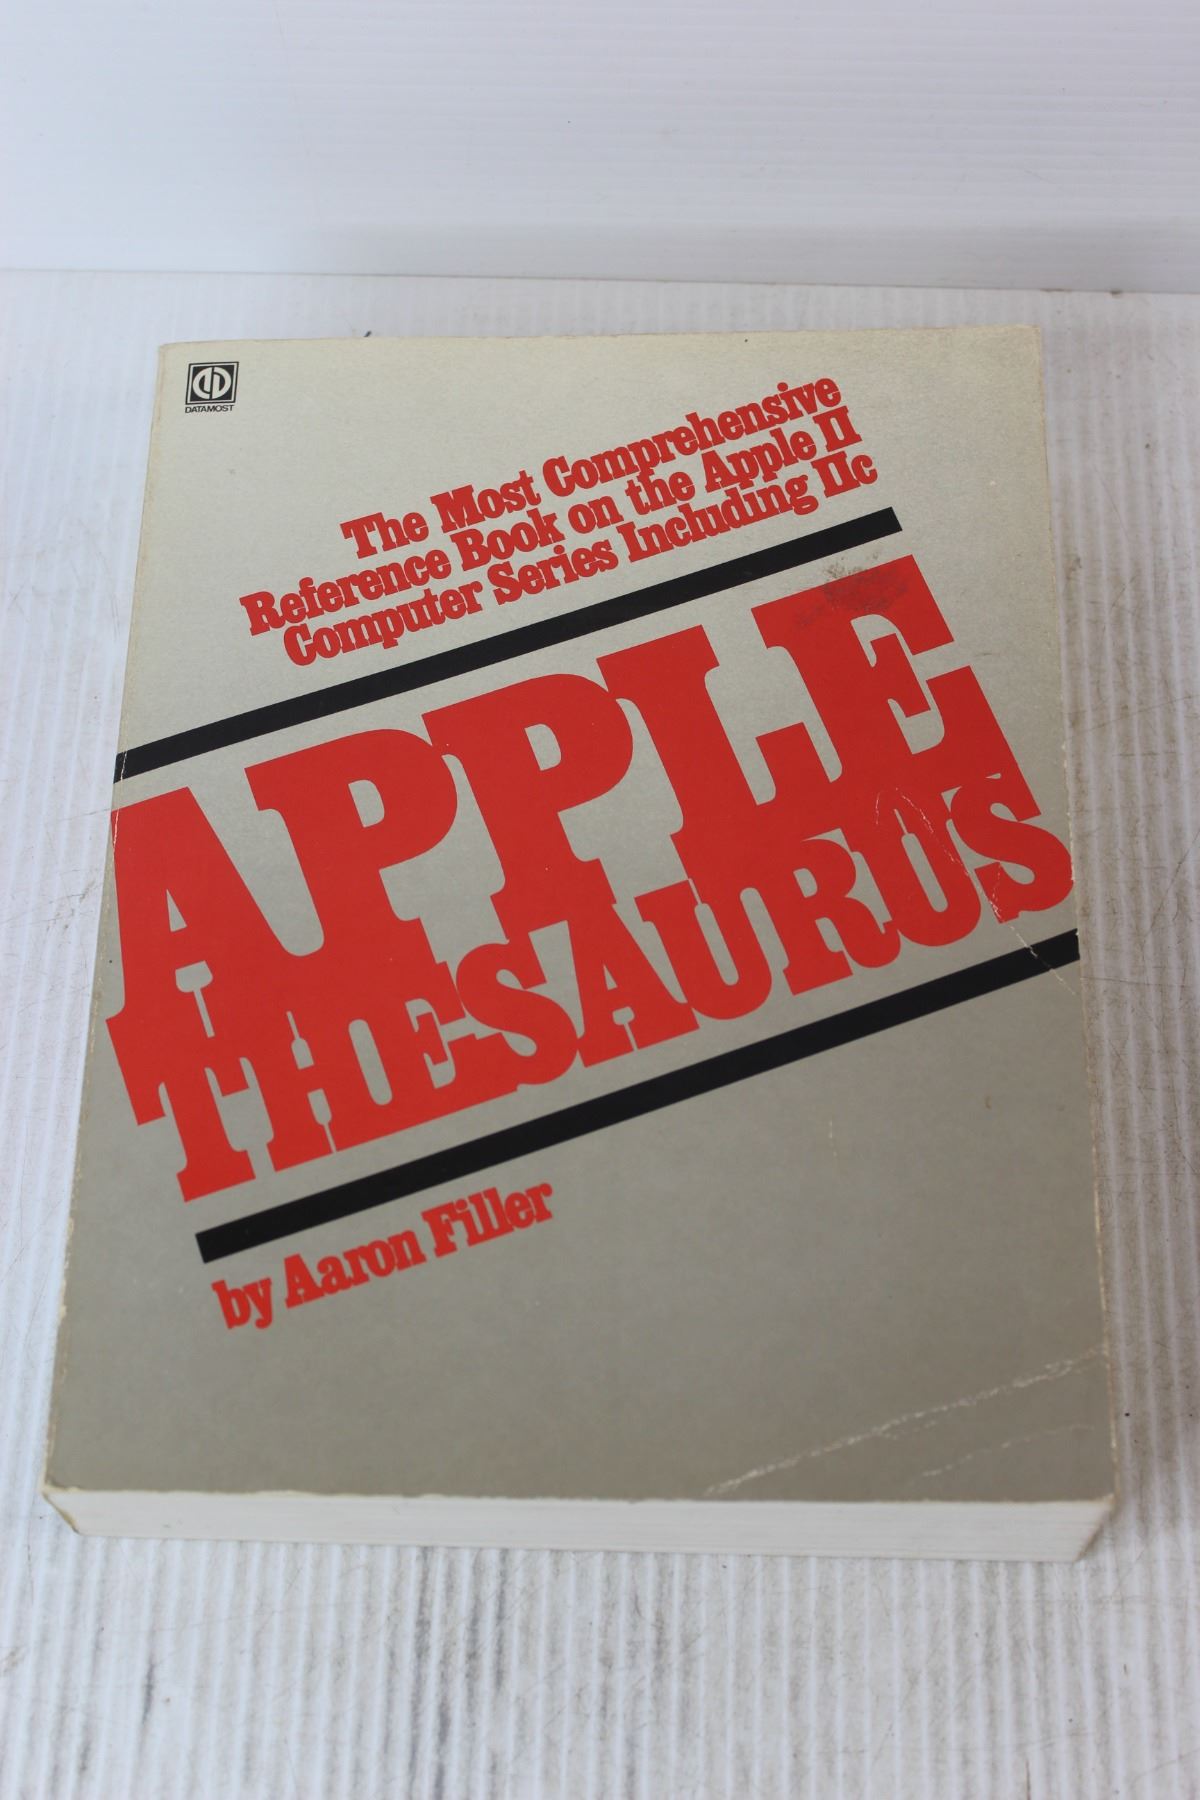 DATAMOST
The Most Comprehensive
Reference Book on the Apple II
Computer Series Including IIc
APPLE
THESAURUS
by Aaron Filler